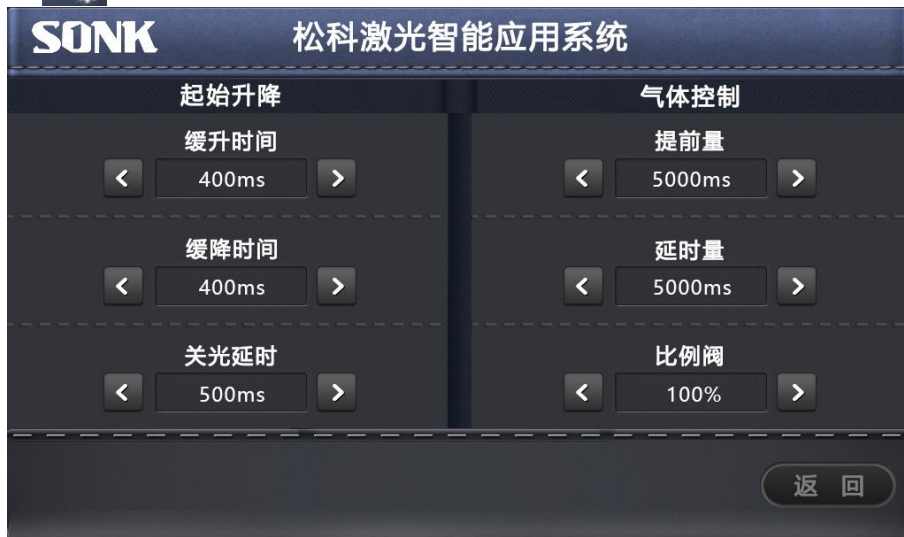 SONK 松科激光智能应用系统
起始升降
缓升时间
400ms
缓降时间
400ms
关光延时
500ms
气体控制
提前量
5000ms
延时量
5000ms
比例阀
100%
返 回